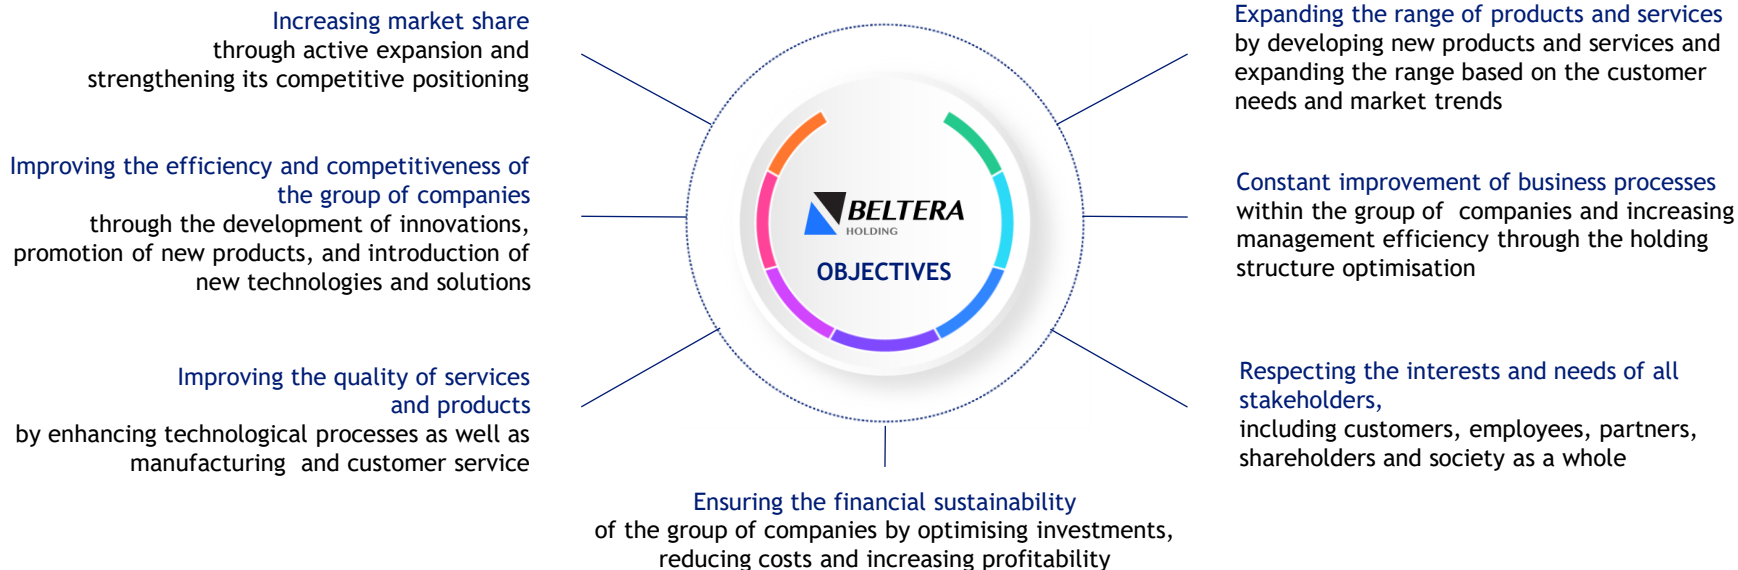 Increasing market share
through active expansion and
strengthening its competitive positioning
Improving the efficiency and competitiveness of
the group of companies
through the development of innovations,
promotion of new products, and introduction of
new technologies and solutions
Improving the quality of services
and products
by enhancing technological processes as well as
manufacturing  and customer service
BELTERA
HOLDING
OBJECTIVES
Ensuring the financial sustainability
of the group of companies by optimising investments,
reducing costs and increasing profitability
Expanding the range of products and services
by developing new products and services and
expanding the range based on the customer
needs and market trends
Constant improvement of business processes
within the group of  companies and increasing
management efficiency through the holding
structure optimisation
Respecting the interests and needs of all
stakeholders,
including customers, employees, partners,
shareholders and society as a whole